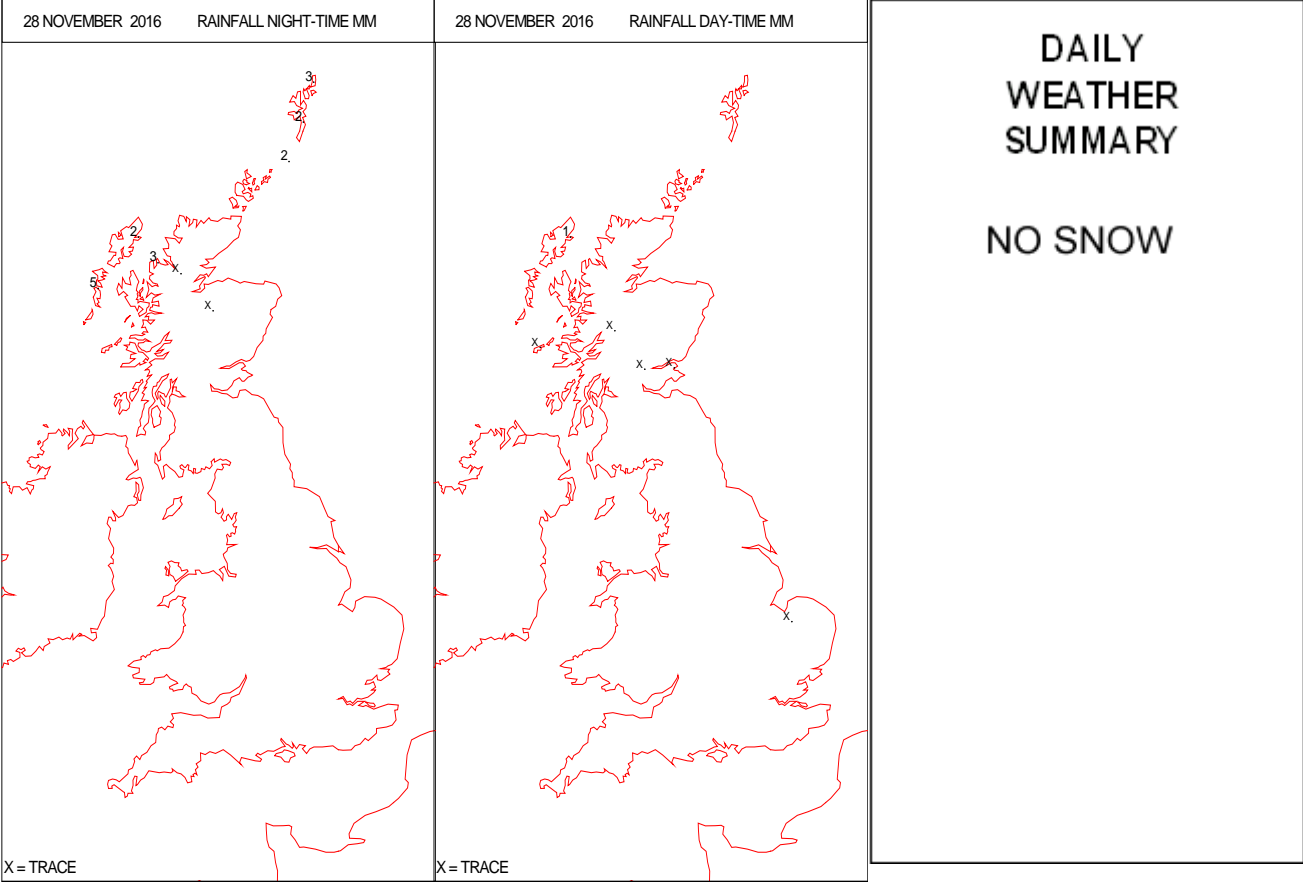 28 NOVEMBER 2016 RAINFALL NIGHT-TIME MM
3
2
2
2
3
X
5
X
X = TRACE
28 NOVEMBER 2016 RAINFALL DAY-TIME MM
1
X
X
X
X
X
X = TRACE
DAILY
WEATHER
SUMMARY
NO SNOW